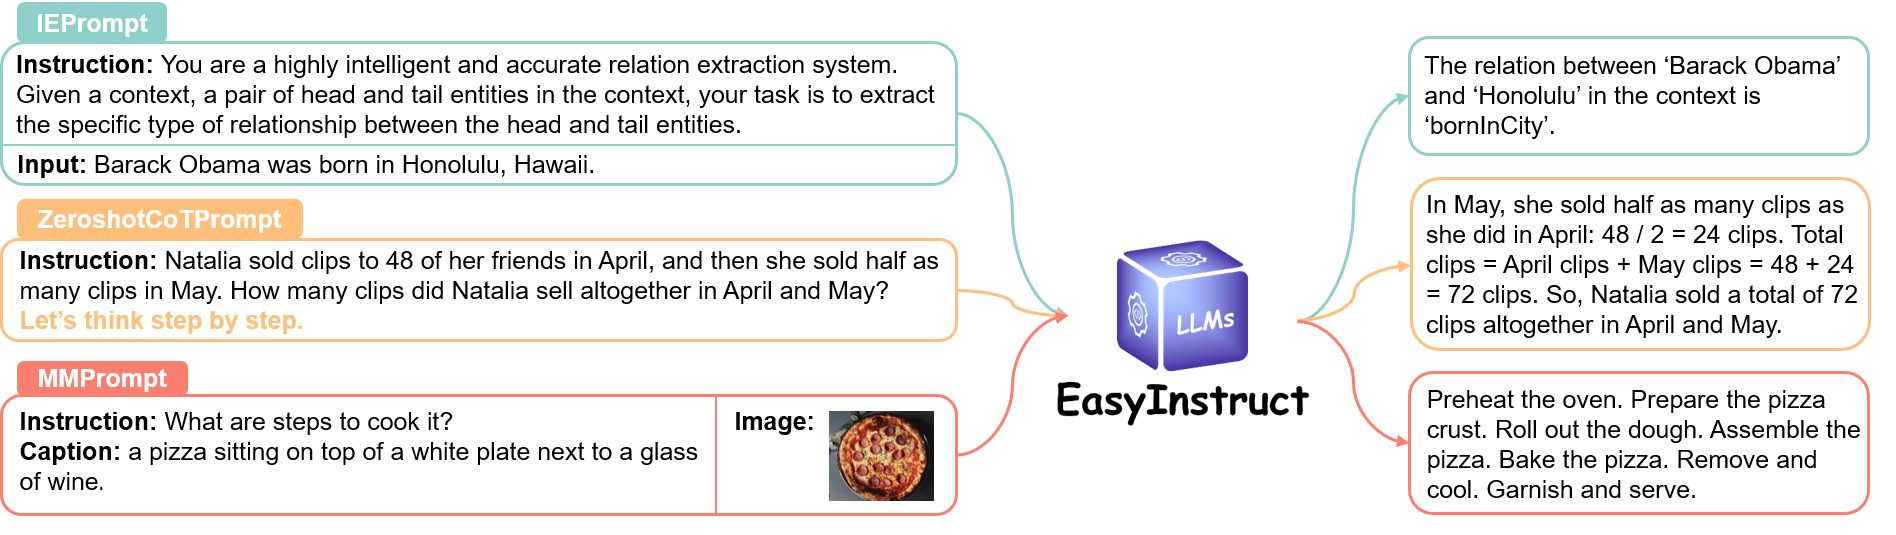 IEPrompt
Instruction: You are a highly intelligent and accurate relation extraction system.
Given a context, a pair of head and tail entities in the context, your task is to extract
the specific type of relationship between the head and tail entities.
Input: Barack Obama was born in Honolulu, Hawaii.
ZeroshotCoTPrompt
Instruction: Natalia sold clips to 48 of her friends in April, and then she sold half as
many clips in May. How many clips did Natalia sell altogether in April and May?
Let’s think step by step.
MMPrompt
Instruction: What are steps to cook it?
Caption: a pizza sitting on top of a white plate next to a glass
of wine.
Image:
LLMs
EasyInstruct
The relation between ‘Barack Obama’
and ‘Honolulu’ in the context is
‘bornInCity’.
In May, she sold half as many clips as
she did in April: 48 / 2 = 24 clips. Total
clips = April clips + May clips = 48 + 24
= 72 clips. So, Natalia sold a total of 72
clips altogether in April and May.
Preheat the oven. Prepare the pizza
crust. Roll out the dough. Assemble the
pizza. Bake the pizza. Remove and
cool. Garnish and serve.